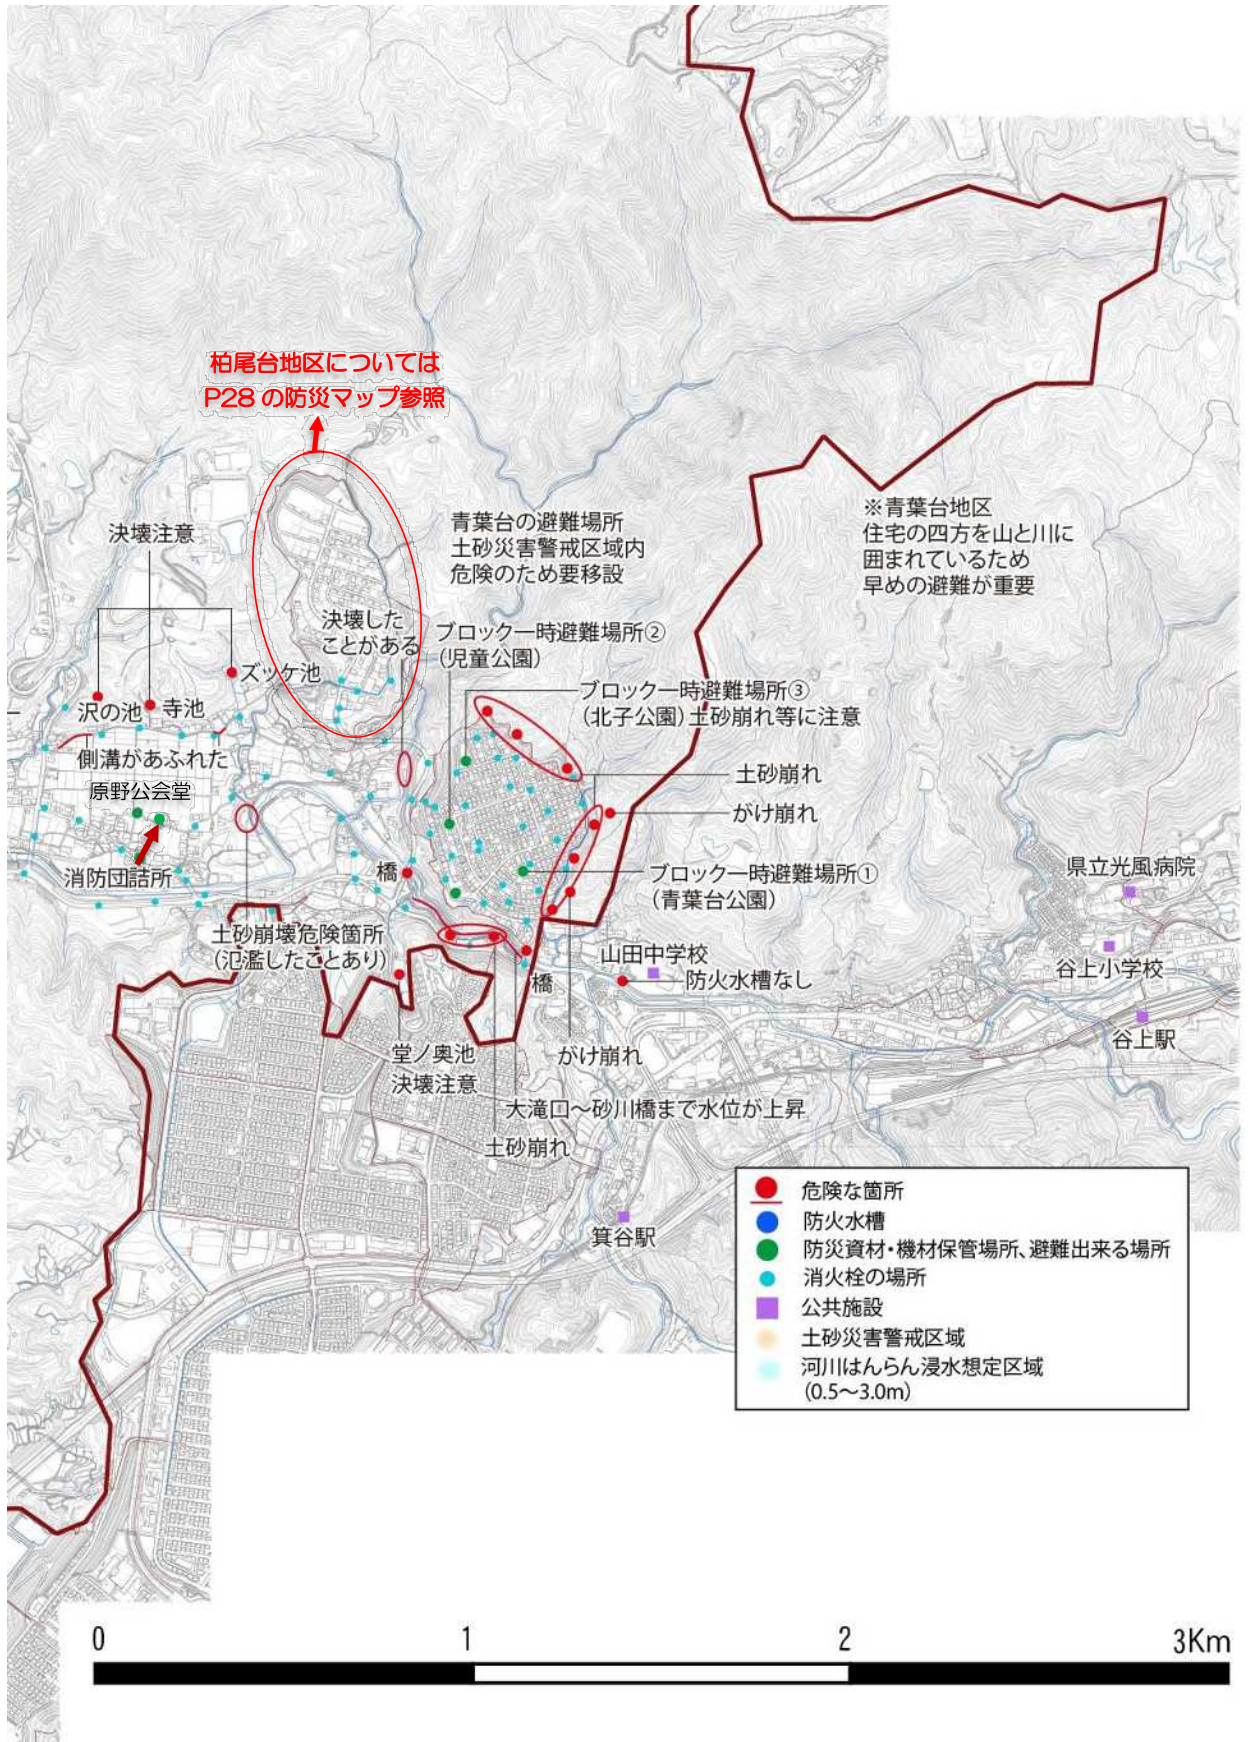 柏尾台地区については
P28 の防災マップ参照
※青葉台地区
住宅の四方を山と川に
囲まれているため
早めの避難が重要
青葉台の避難場所
土砂災害警戒区域内
危険のため要移設
決壊注意
決壊した
ことがある
ブロック一時避難場所②
(児童公園)
ズッケ池
ブロック一時避難場所③
(北子公園)土砂崩れ等に注意
沢の池
寺池
側溝があふれた
土砂崩れ
原野公会堂
がけ崩れ
消防団詰所
橋
ブロック一時避難場所①
(青葉台公園)
県立光風病院
土砂崩壊危険箇所
(氾濫したことあり)
山田中学校
谷上小学校
橋
防火水槽なし
谷上駅
堂ノ奥池
決壊注意
がけ崩れ
大滝口〜砂川橋まで水位が上昇
土砂崩れ
箕谷駅
危険な箇所
防火水槽
防災資材・機材保管場所、避難出来る場所
消火栓の場所
公共施設
土砂災害警戒区域
河川はんらん浸水想定区域
(0.5〜3.0m)
0 1 2 3Km